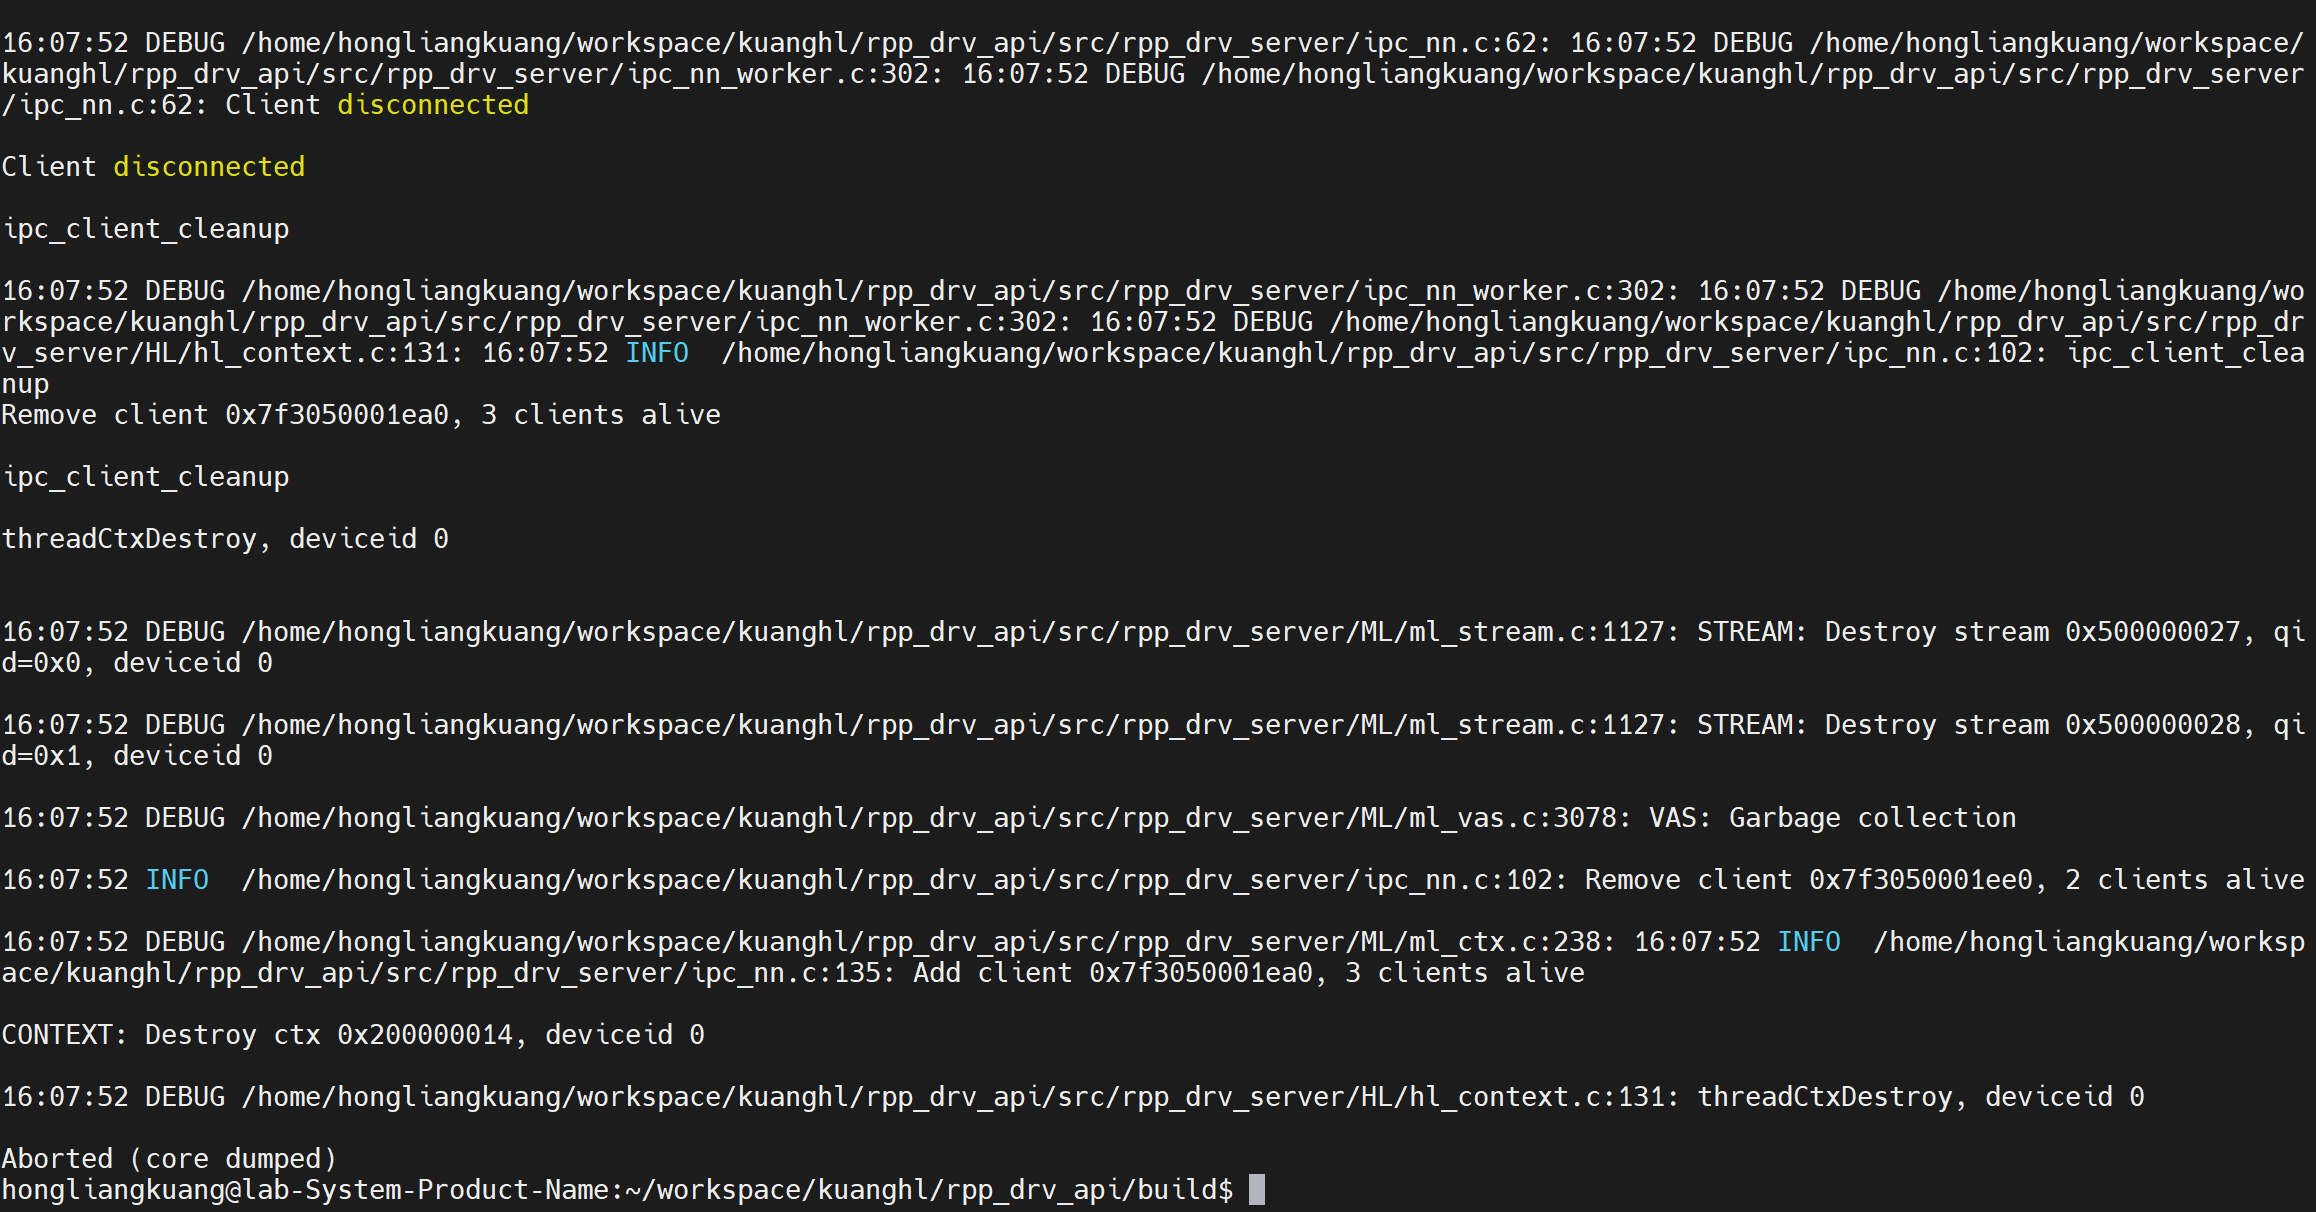 16:07:52 DEBUG /home/hongliangkuang/workspace/kuanghl/rpp_drv_api/src/rpp_drv_server/ipc_nn.c:62: 16:07:52 DEBUG /home/hongliangkuang/workspace/
kuanghl/rpp_drv_api/src/rpp_drv_server/ipc_nn_worker.c:302: 16:07:52 DEBUG /home/hongliangkuang/workspace/kuanghl/rpp_drv_api/src/rpp_drv_server
/ipc_nn.c:62: Client disconnected
Client disconnected
ipc_client_cleanup
16:07:52 DEBUG /home/hongliangkuang/workspace/kuanghl/rpp_drv_api/src/rpp_drv_server/ipc_nn_worker.c:302: 16:07:52 DEBUG /home/hongliangkuang/wo
rkspace/kuanghl/rpp_drv_api/src/rpp_drv_server/ipc_nn_worker.c:302: 16:07:52 DEBUG /home/hongliangkuang/workspace/kuanghl/rpp_drv_api/src/rpp_dr
v_server/HL/hl_context.c:131: 16:07:52 INFO  /home/hongliangkuang/workspace/kuanghl/rpp_drv_api/src/rpp_drv_server/ipc_nn.c:102: ipc_client_clea
nup
Remove client 0x7f3050001ea0, 3 clients alive
ipc_client_cleanup
threadCtxDestroy, deviceid 0
16:07:52 DEBUG /home/hongliangkuang/workspace/kuanghl/rpp_drv_api/src/rpp_drv_server/ML/ml_stream.c:1127: STREAM: Destroy stream 0x500000027, qi
d=0x0, deviceid 0
16:07:52 DEBUG /home/hongliangkuang/workspace/kuanghl/rpp_drv_api/src/rpp_drv_server/ML/ml_stream.c:1127: STREAM: Destroy stream 0x500000028, qi
d=0x1, deviceid 0
16:07:52 DEBUG /home/hongliangkuang/workspace/kuanghl/rpp_drv_api/src/rpp_drv_server/ML/ml_vas.c:3078: VAS: Garbage collection
16:07:52 INFO  /home/hongliangkuang/workspace/kuanghl/rpp_drv_api/src/rpp_drv_server/ipc_nn.c:102: Remove client 0x7f3050001ee0, 2 clients alive
16:07:52 DEBUG /home/hongliangkuang/workspace/kuanghl/rpp_drv_api/src/rpp_drv_server/ML/ml_ctx.c:238: 16:07:52 INFO  /home/hongliangkuang/worksp
ace/kuanghl/rpp_drv_api/src/rpp_drv_server/ipc_nn.c:135: Add client 0x7f3050001ea0, 3 clients alive
CONTEXT: Destroy ctx 0x200000014, deviceid 0
16:07:52 DEBUG /home/hongliangkuang/workspace/kuanghl/rpp_drv_api/src/rpp_drv_server/HL/hl_context.c:131: threadCtxDestroy, deviceid 0
Aborted (core dumped)
hongliangkuang@lab-System-Product-Name:~/workspace/kuanghl/rpp_drv_api/build$